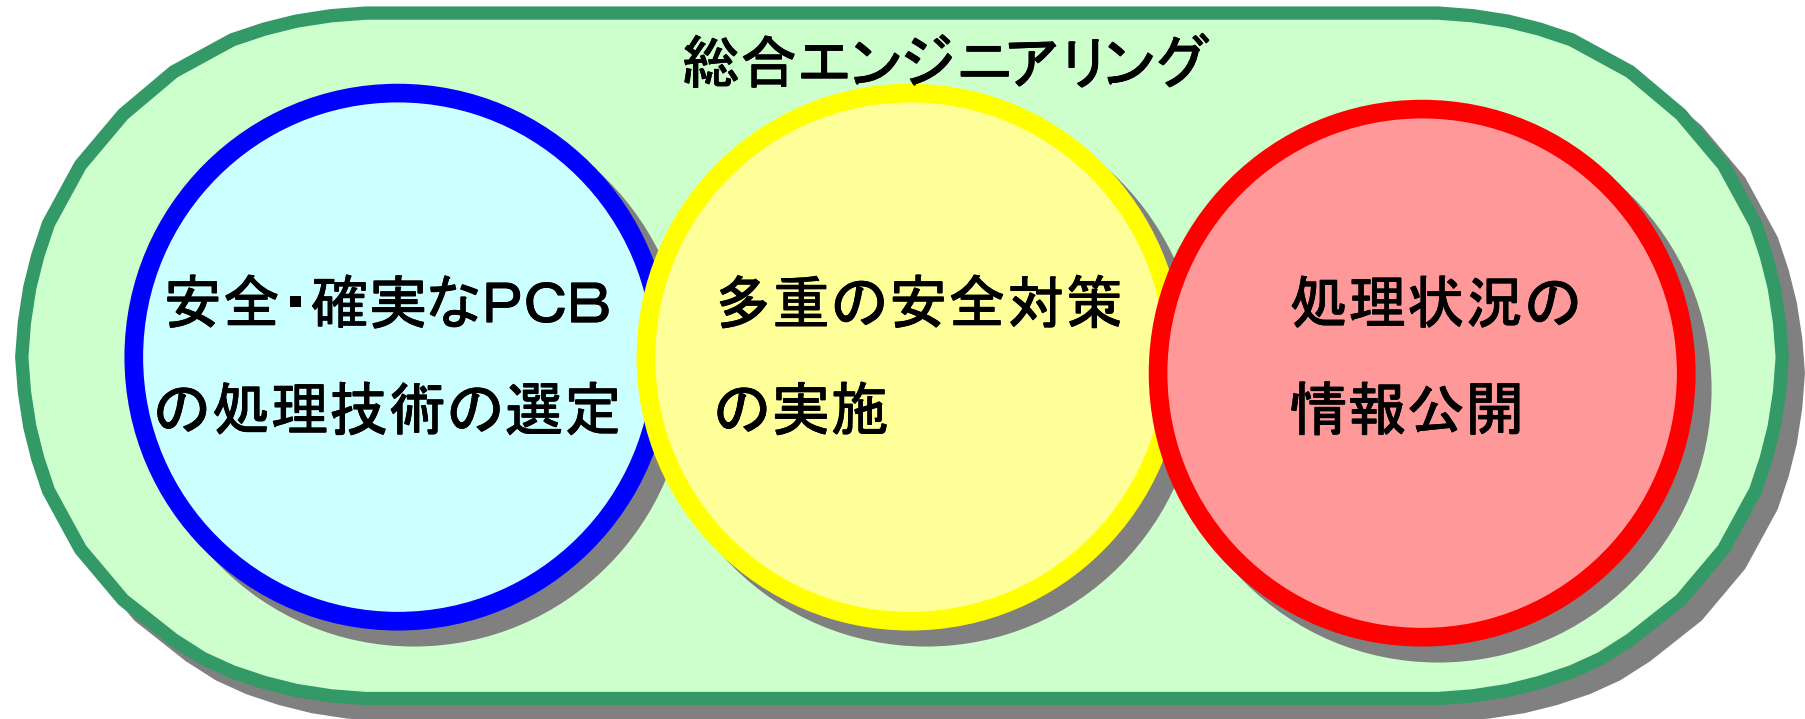 総合エンジニアリング
安全・確実なＰＣＢ
の処理技術の選定
多重の安全対策
の実施
処理状況の
情報公開